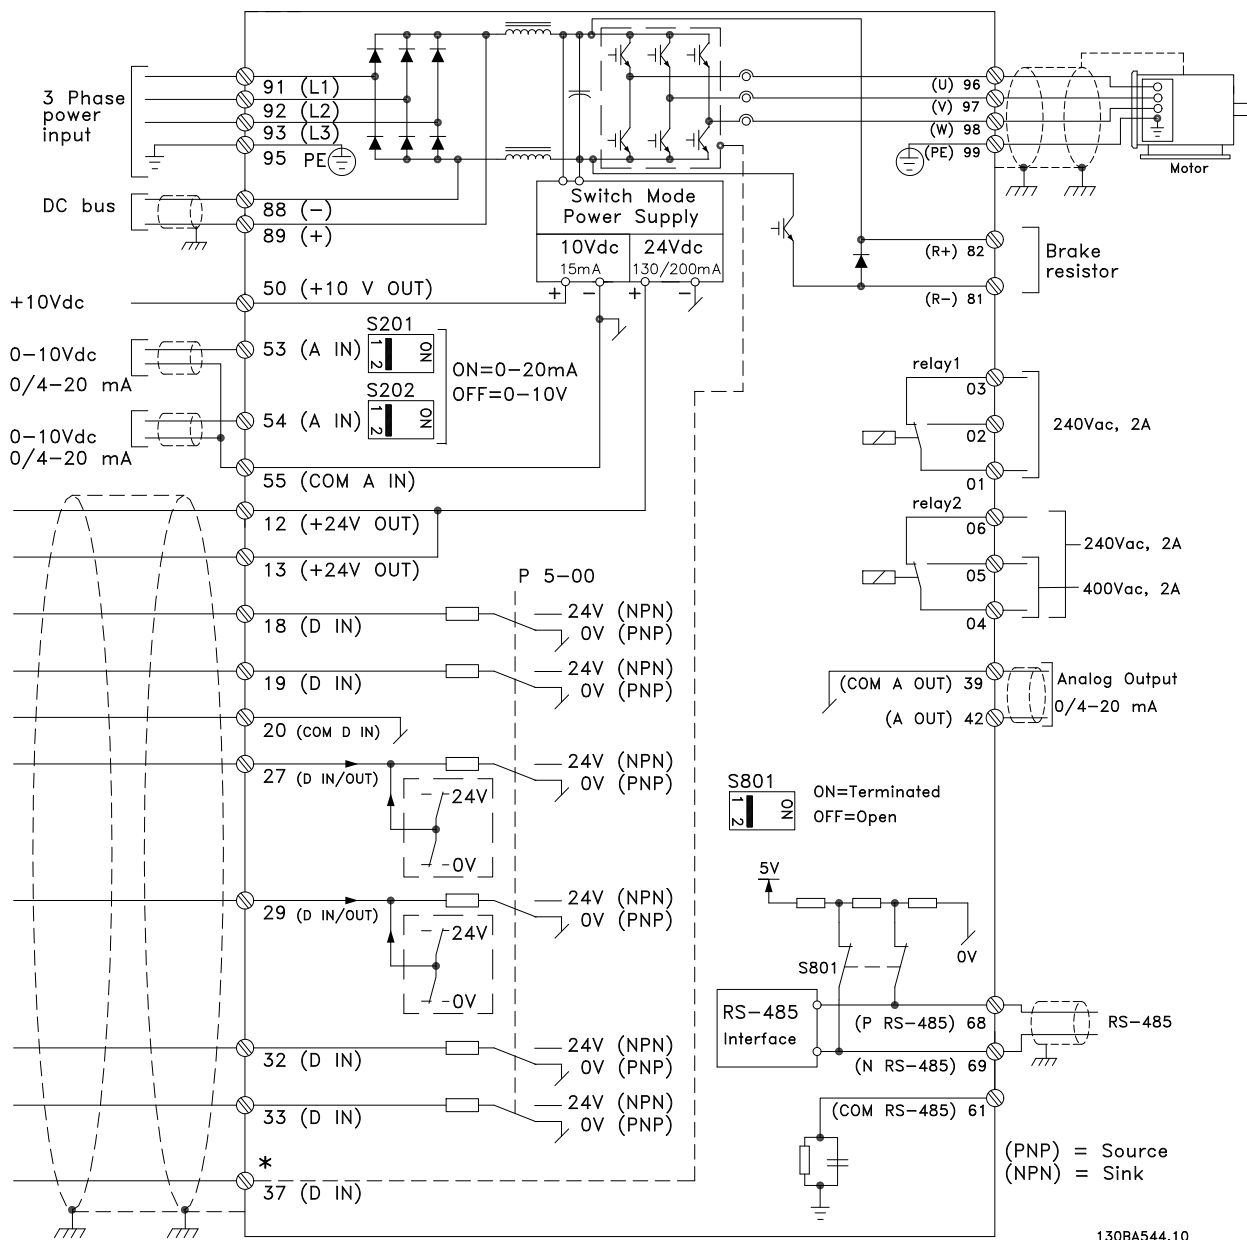 3 Phase
power
input
91 (L1)
92 (L2)
93 (L3)
95 PE
DC bus
88 (−)
89 (+)
+10Vdc
50 (+10 V OUT)
0−10Vdc
0/4−20 mA
53 (A IN)
S201
1 2
ON
0−10Vdc
0/4−20 mA
54 (A IN)
S202
1 2
ON
ON=0−20mA
OFF=0−10V
55 (COM A IN)
12 (+24V OUT)
13 (+24V OUT)
Switch Mode
Power Supply
10Vdc
15mA
24Vdc
130/200mA
+ − + −
P 5-00
18 (D IN)
24V (NPN)
0V (PNP)
19 (D IN)
24V (NPN)
0V (PNP)
20 (COM D IN)
27 (D IN/OUT)
24V (NPN)
0V (PNP)
24V
0V
29 (D IN/OUT)
24V (NPN)
0V (PNP)
24V
0V
32 (D IN)
24V (NPN)
0V (PNP)
33 (D IN)
24V (NPN)
0V (PNP)
*
37 (D IN)
(U) 96
(V) 97
(W) 98
(PE) 99
Motor
(R+) 82
(R−) 81
Brake
resistor
relay1
03
02
01
240Vac, 2A
relay2
06
05
04
240Vac, 2A
400Vac, 2A
(COM A OUT) 39
(A OUT) 42
Analog Output
0/4−20 mA
S801
1 2
ON
ON=Terminated
OFF=Open
5V
S801
0V
RS-485
Interface
(P RS-485) 68
(N RS-485) 69
RS-485
(COM RS-485) 61
(PNP) = Source
(NPN) = Sink
130BA544.10